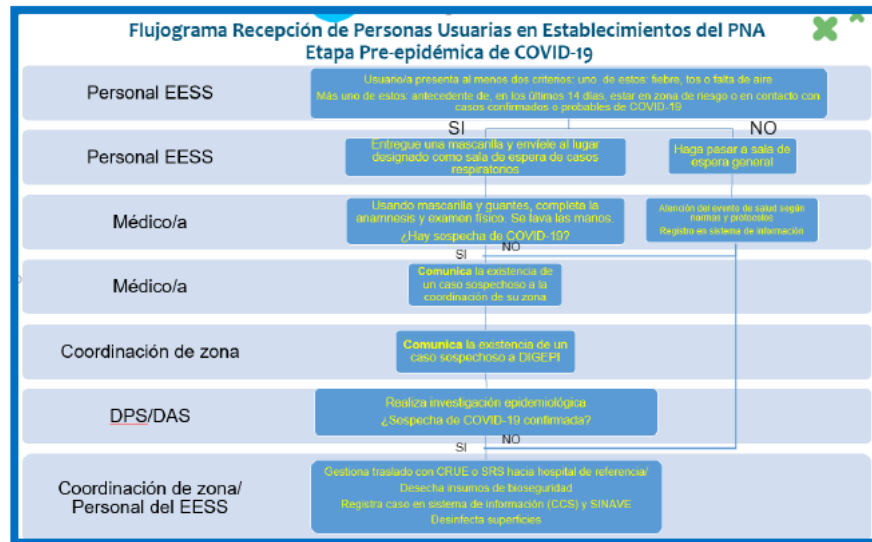 Flujograma Recepción de Personas Usuarias en Establecimientos del PNA
Etapa Pre-epidémica de COVID-19
Personal EESS
Usuario/a presenta al menos dos criterios: uno de estos: fiebre, tos o falta de aire
Más uno de estos: antecedente de, en los últimos 14 días, estar en zona de riesgo o en contacto con
casos confirmados o probables de COVID-19
SI
NO
Personal EESS
Entregue una mascarilla y envíele al lugar
designado como sala de espera de casos
respiratorios
Haga pasar a sala de
espera general
Médico/a
Usando mascarilla y guantes, completa la
anamnesis y examen físico. Se lava las manos.
¿Hay sospecha de COVID-19?
Atención del evento de salud según
normas y protocolos
Registro en sistema de información
SI
NO
Médico/a
Comunica la existencia de
un caso sospechoso a la
coordinación de su zona
Coordinación de zona
Comunica la existencia de un
caso sospechoso a DIGEPI
DPS/DAS
Realiza investigación epidemiológica
¿Sospecha de COVID-19 confirmada?
SI
NO
Coordinación de zona/
Personal del EESS
Gestiona traslado con CRUE o SRS hacia hospital de referencia/
Desecha insumos de bioseguridad
Registra caso en sistema de información (CCS) y SINAVE
Desinfecta superficies